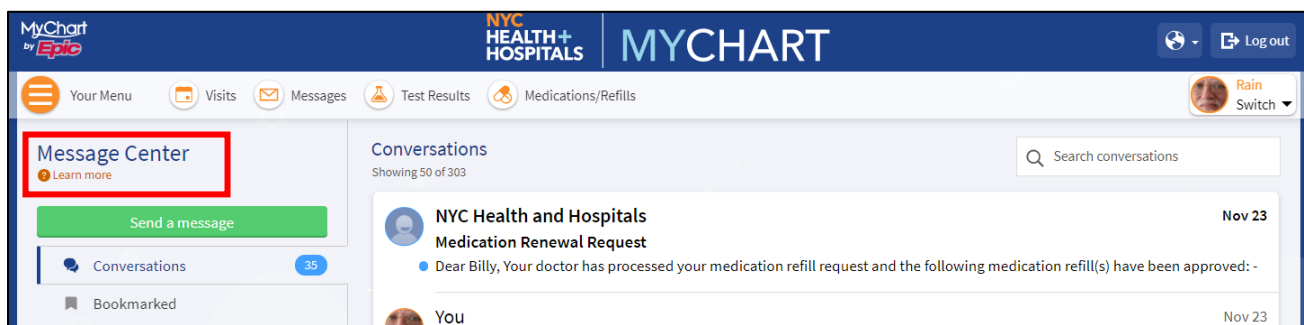 MyChart
by Epic
NYC
HEALTH+
HOSPITALS
MYCHART
Log out
Your Menu
Visits
Messages
Test Results
Medications/Refills
Rain
Switch
Message Center
Learn more
Send a message
Conversations 35
Bookmarked
Conversations
Showing 50 of 303
Search conversations
NYC Health and Hospitals Nov 23
Medication Renewal Request
Dear Billy, Your doctor has processed your medication refill request and the following medication refill(s) have been approved: -
You Nov 23